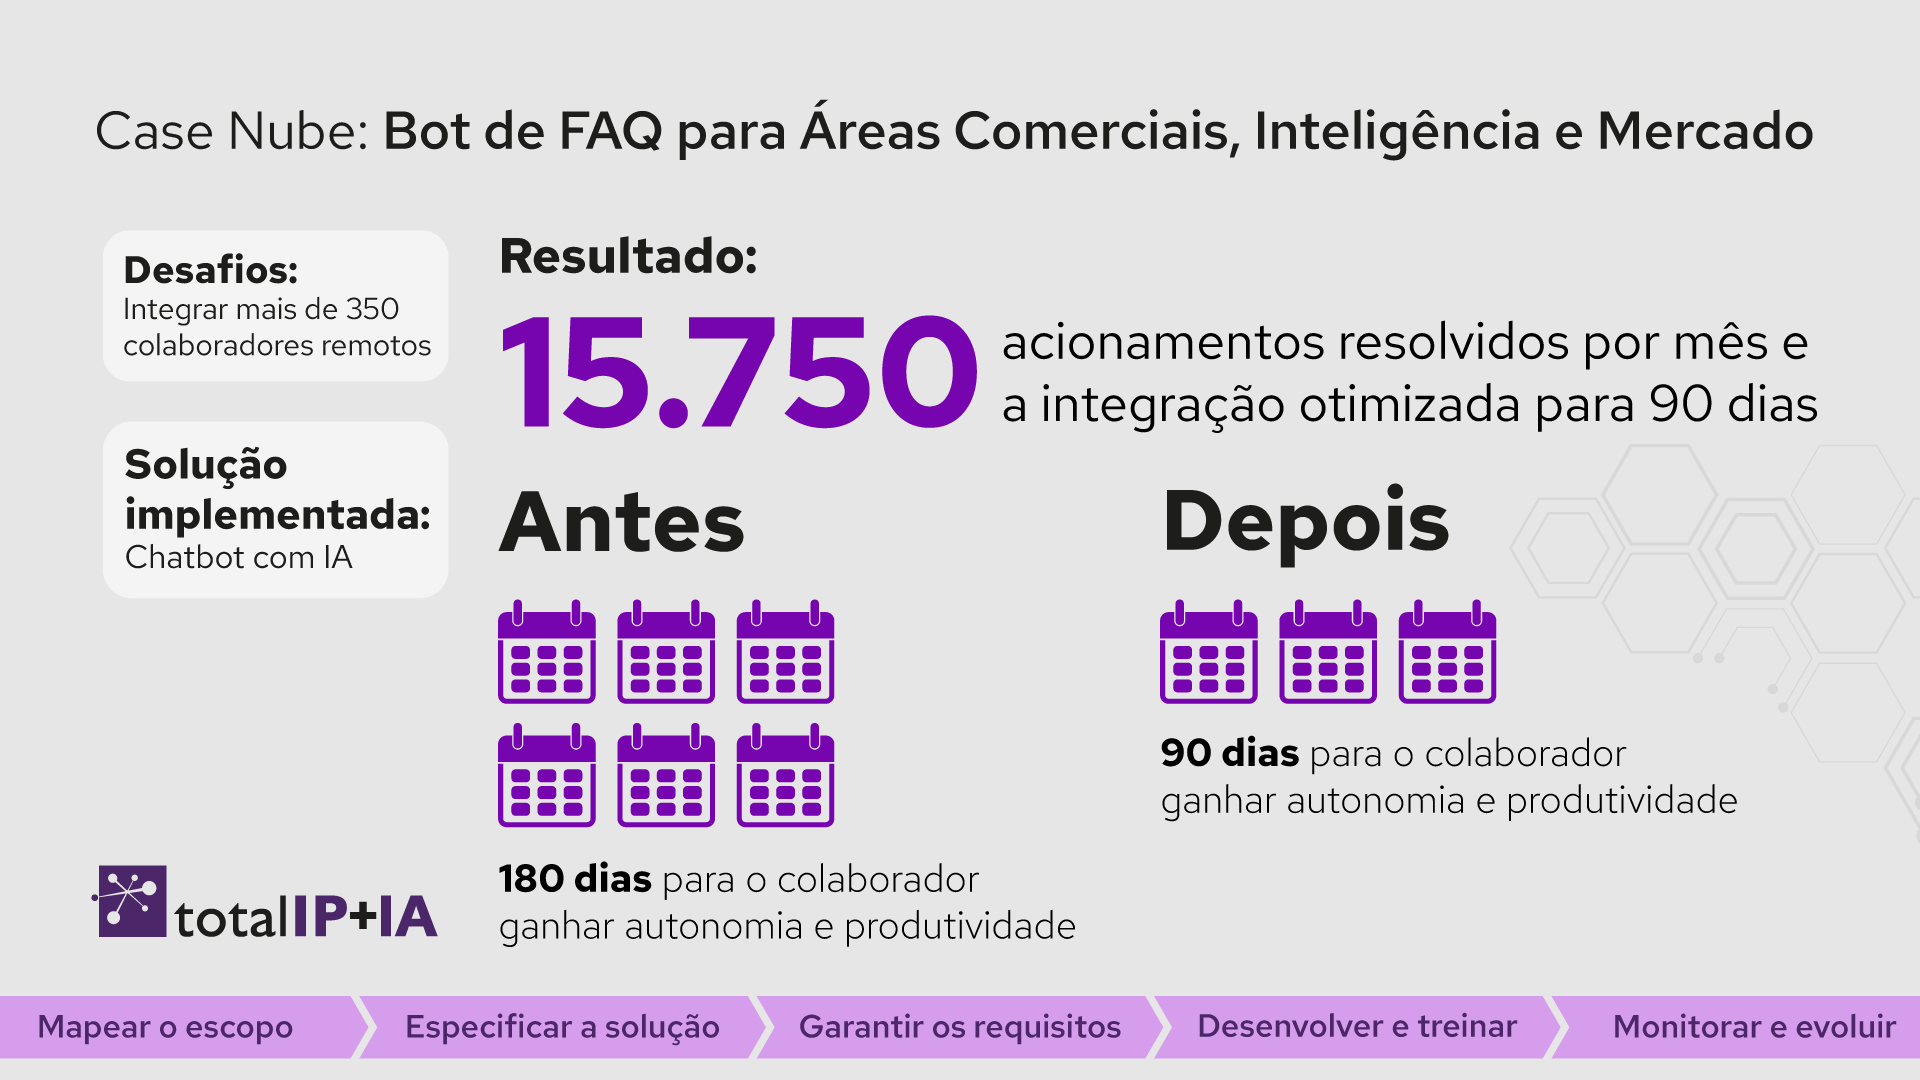 Case Nube: Bot de FAQ para Áreas Comerciais, Inteligência e Mercado
Desafios:
Integrar mais de 350
colaboradores remotos
Solução
implementada:
Chatbot com IA
Resultado:
15.750
acionamentos resolvidos por mês e
a integração otimizada para 90 dias
Antes
180 dias para o colaborador
ganhar autonomia e produtividade
Depois
90 dias para o colaborador
ganhar autonomia e produtividade
totalIP+IA
Mapear o escopo
Especificar a solução
Garantir os requisitos
Desenvolver e treinar
Monitorar e evoluir